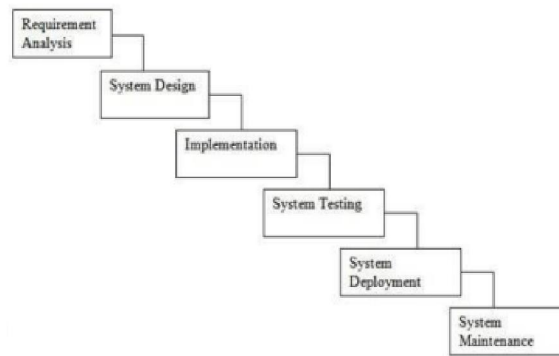 Requirement
Analysis
System Design
Implementation
System Testing
System
Deployment
System
Maintenance